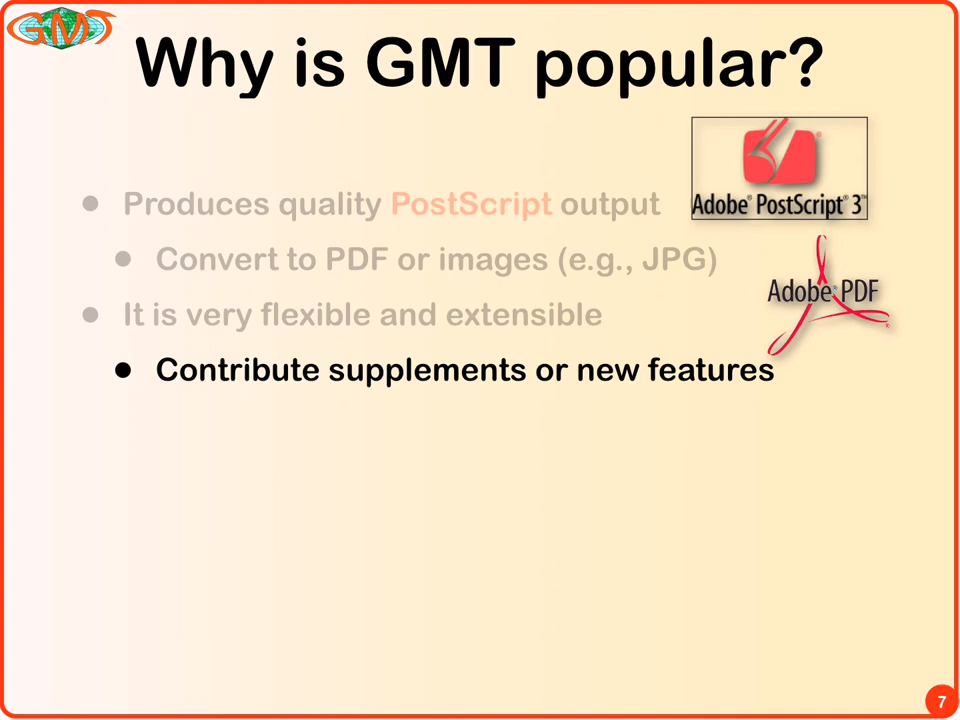 GMT
Why is GMT popular?
Adobe® PostScript® 3™
• Produces quality PostScript output
• Convert to PDF or images (e.g., JPG)
Adobe® PDF
• It is very flexible and extensible
• Contribute supplements or new features
7